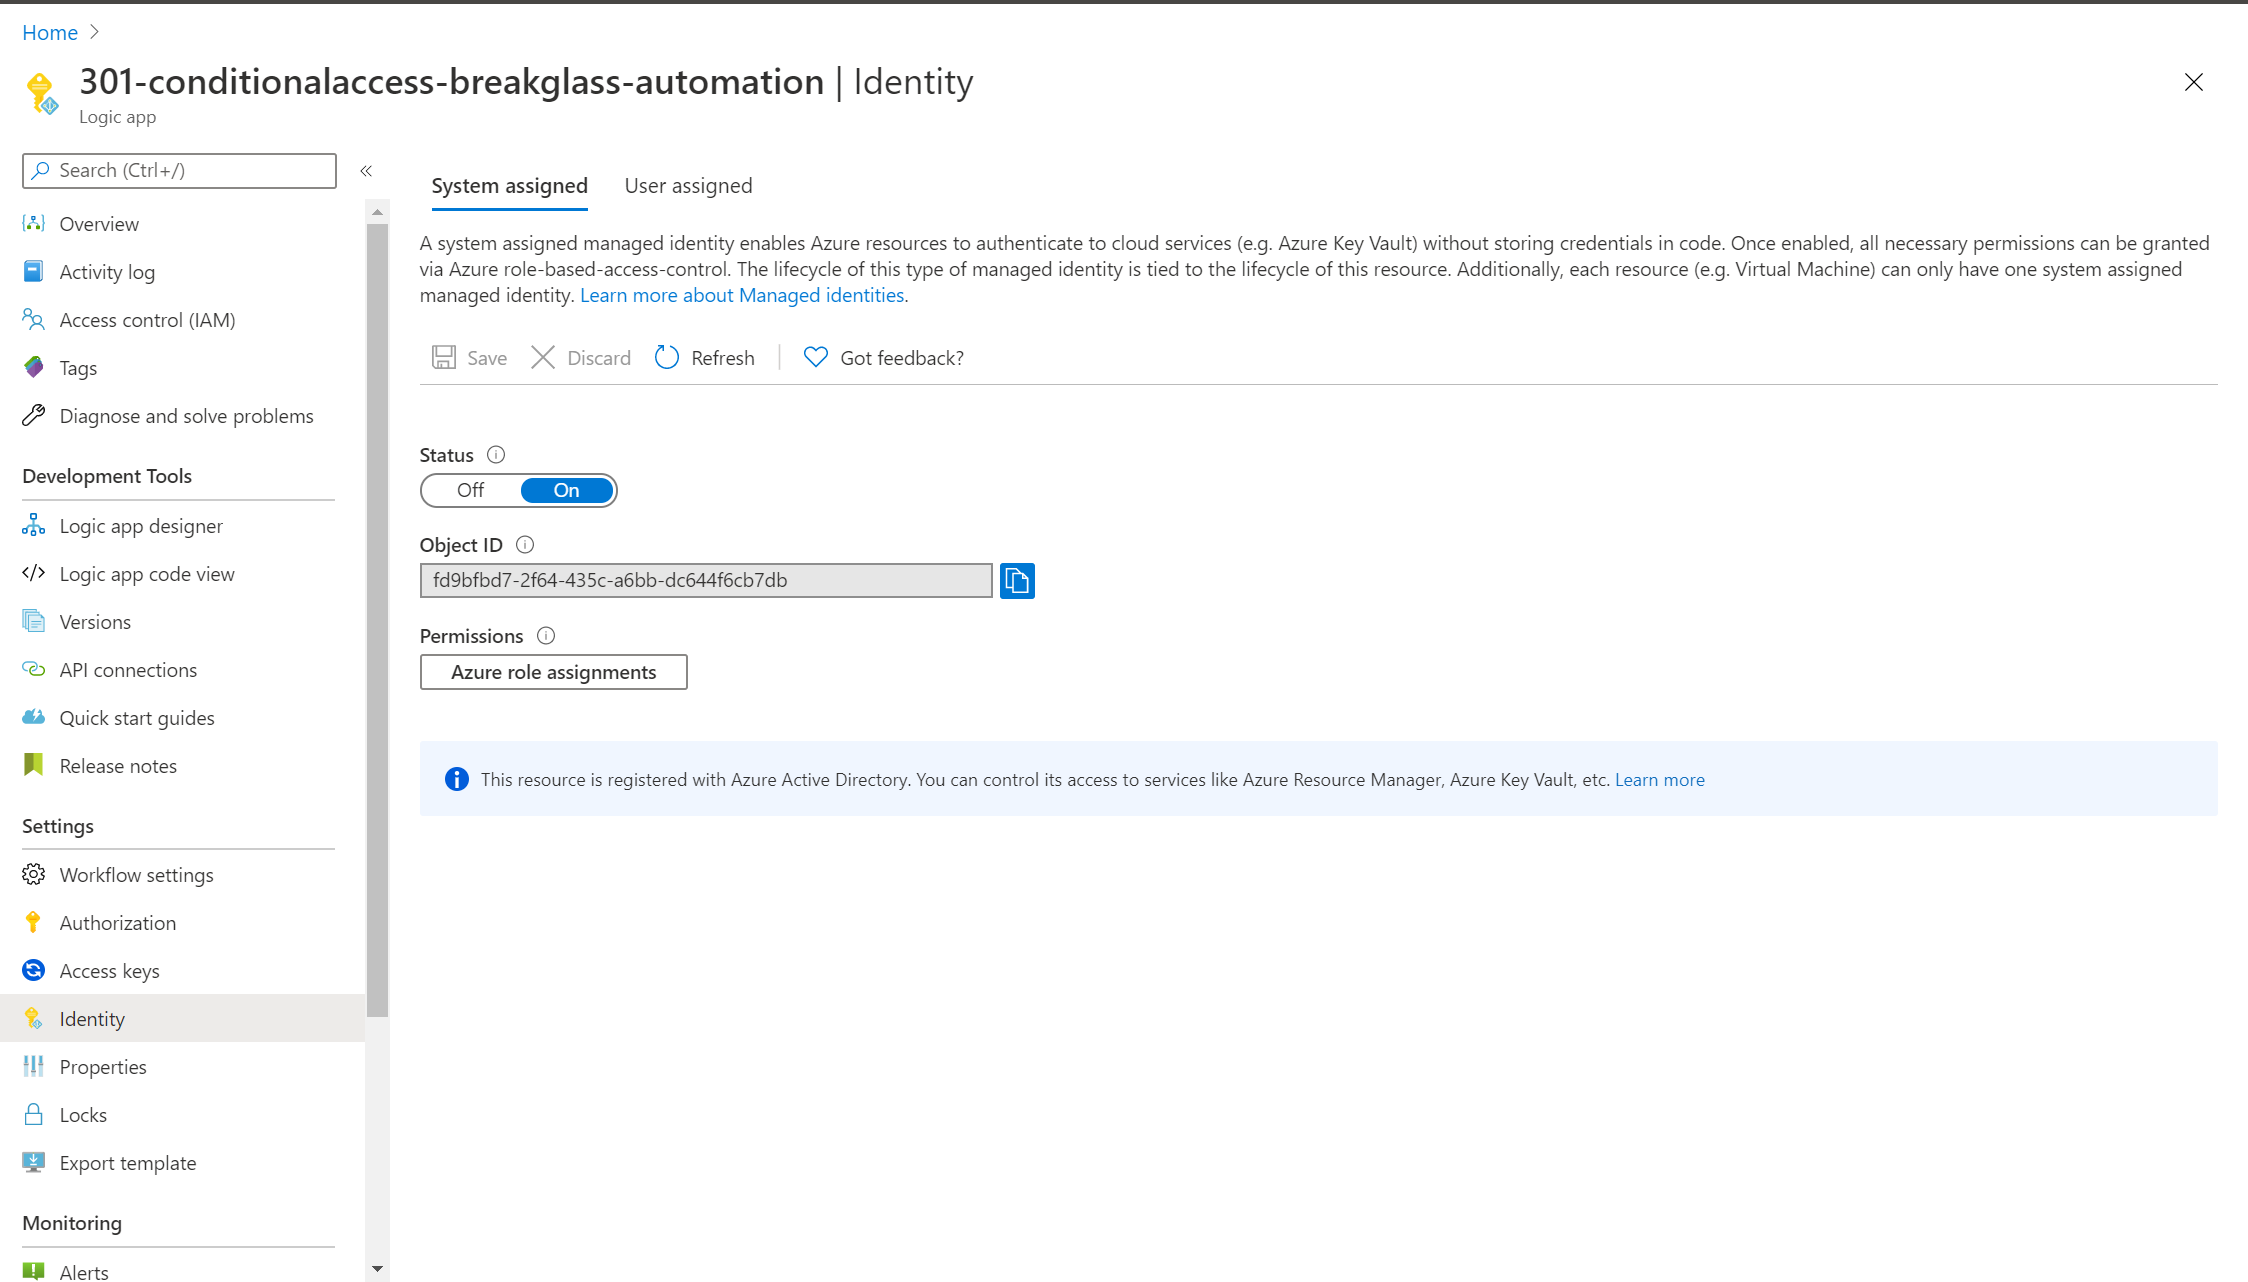 Home
301-conditionalaccess-breakglass-automation | Identity
Logic app
Search (Ctrl+/)
Overview
Activity log
Access control (IAM)
Tags
Diagnose and solve problems
Development Tools
Logic app designer
Logic app code view
Versions
API connections
Quick start guides
Release notes
Settings
Workflow settings
Authorization
Access keys
Identity
Properties
Locks
Export template
Monitoring
Alerts
System assigned User assigned
A system assigned managed identity enables Azure resources to authenticate to cloud services (e.g. Azure Key Vault) without storing credentials in code. Once enabled, all necessary permissions can be granted
via Azure role-based-access-control. The lifecycle of this type of managed identity is tied to the lifecycle of this resource. Additionally, each resource (e.g. Virtual Machine) can only have one system assigned
managed identity. Learn more about Managed identities.
Save Discard Refresh Got feedback?
Status
Off On
Object ID
fd9bfbd7-2f64-435c-a6bb-dc644f6cb7db
Permissions
Azure role assignments
This resource is registered with Azure Active Directory. You can control its access to services like Azure Resource Manager, Azure Key Vault, etc. Learn more